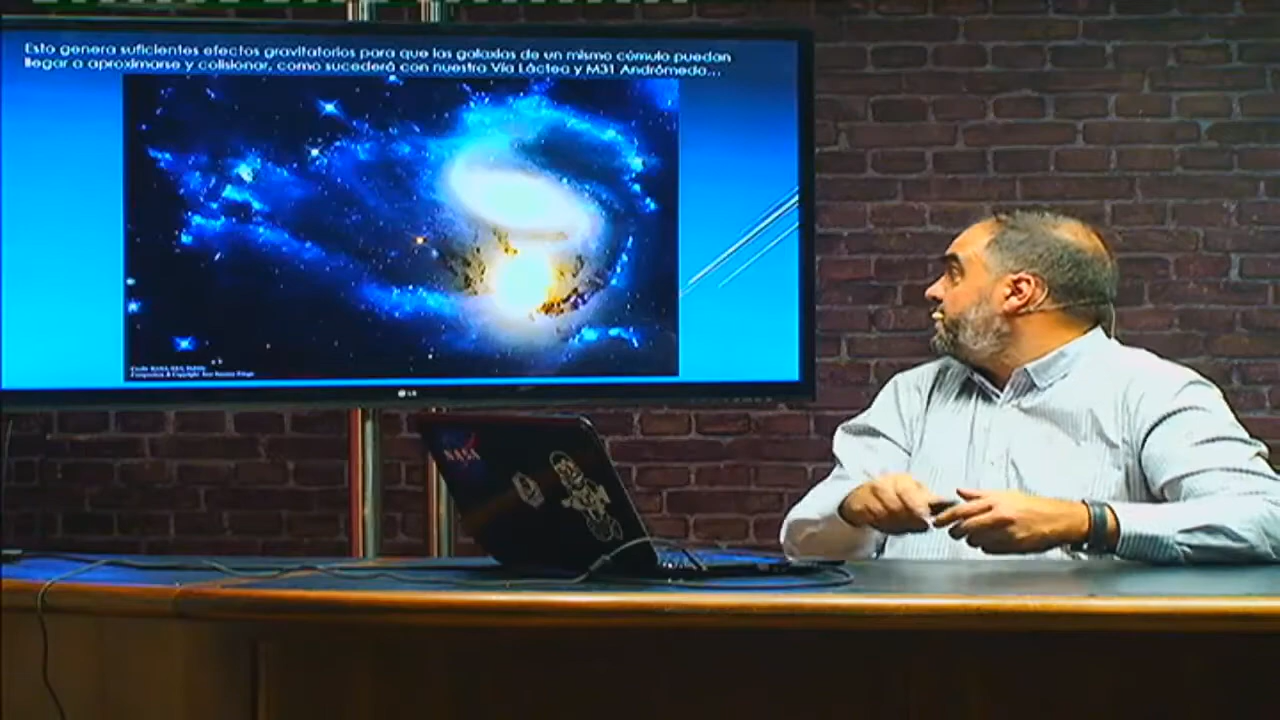 Esto genera suficientes efectos gravitatorios para que las galaxias de un mismo cúmulo puedan
llegar a aproximarse y colisionar, como sucederá con nuestra Vía Láctea y M31 Andrómeda...
LG
NASA